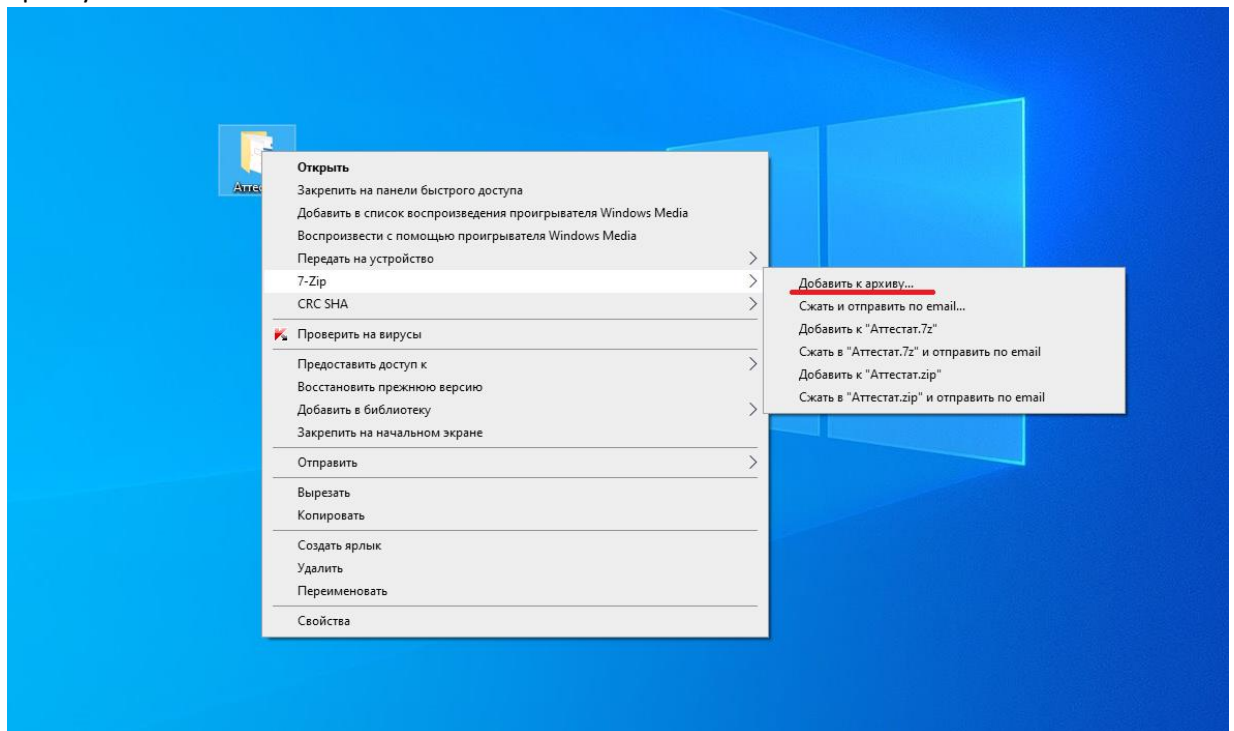 Открыть
Закрепить на панели быстрого доступа
Добавить в список воспроизведения проигрывателя Windows Media
Воспроизвести с помощью проигрывателя Windows Media
Передать на устройство
7-Zip
CRC SHA
Проверить на вирусы
Предоставить доступ к
Восстановить прежнюю версию
Добавить в библиотеку
Закрепить на начальном экране
Отправить
Вырезать
Копировать
Создать ярлык
Удалить
Переименовать
Свойства
Добавить к архиву...
Сжать и отправить по email...
Добавить к "Аттестат.7z"
Сжать в "Аттестат.7z" и отправить по email
Добавить к "Аттестат.zip"
Сжать в "Аттестат.zip" и отправить по email